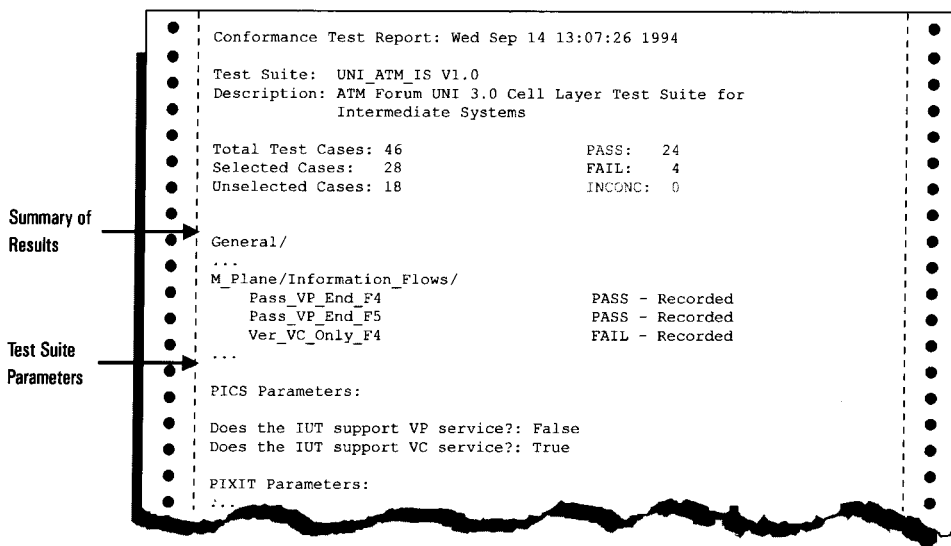 Conformance Test Report: Wed Sep 14 13:07:26 1994
Test Suite: UNI_ATM_IS V1.0
Description: ATM Forum UNI 3.0 Cell Layer Test Suite for
Intermediate Systems
Total Test Cases: 46 PASS: 24
Selected Cases: 28 FAIL: 4
Unselected Cases: 18 INCONC: 0
Summary of
Results
General/
...
M_Plane/Information_Flows/
Pass_VP_End_F4 PASS - Recorded
Pass_VP_End_F5 PASS - Recorded
Ver_VC_Only_F4 FAIL - Recorded
...
Test Suite
Parameters
PICS Parameters:
Does the IUT support VP service?: False
Does the IUT support VC service?: True
PIXIT Parameters:
...